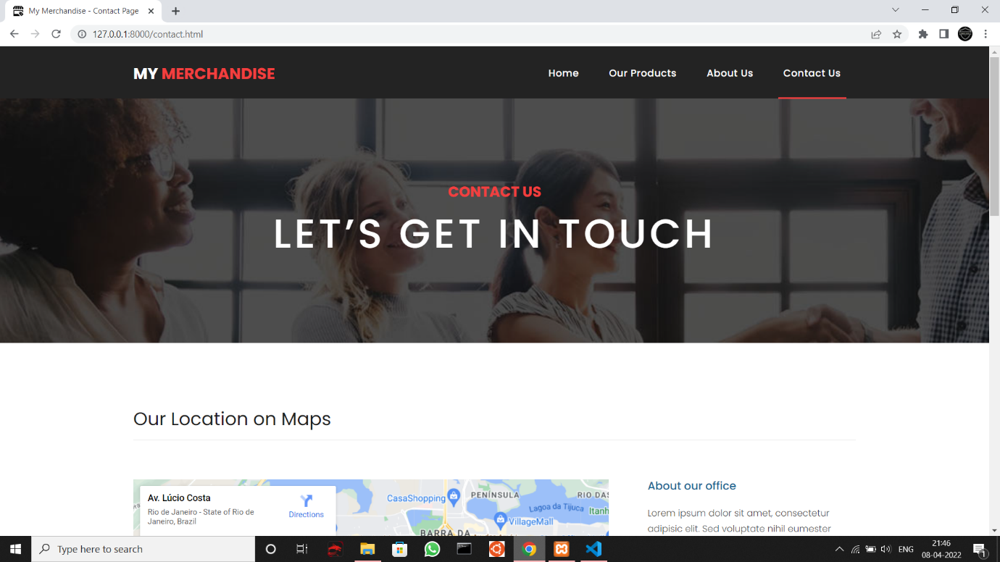 My Merchandise - Contact Page
127.0.0.1:8000/contact.html
MY MERCHANDISE
Home
Our Products
About Us
Contact Us
CONTACT US
LET’S GET IN TOUCH
Our Location on Maps
Av. Lúcio Costa
Rio de Janeiro - State of Rio de
Janeiro, Brazil
Directions
CasaShopping
PENÍNSULA
RIO DAS
Lagoa da Tijuca
Itanh
VillageMall
BARRA DA
About our office
Lorem ipsum dolor sit amet, consectetur
adipisic elit. Sed voluptate nihil eumester
Type here to search
ENG
21:46
08-04-2022
1